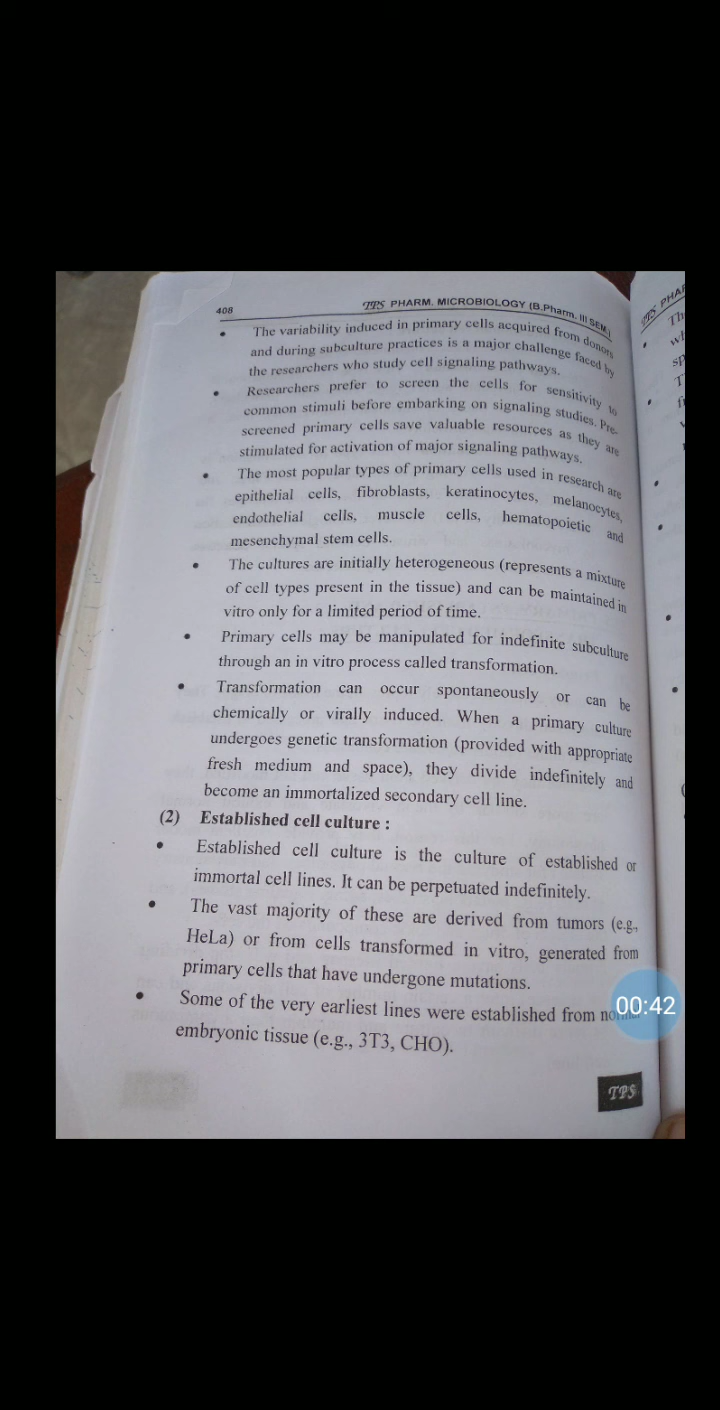 408
TPS PHARM. MICROBIOLOGY (B.Pharm. III SEM.)
• The variability induced in primary cells acquired from donors
and during subculture practices is a major challenge faced by
the researchers who study cell signaling pathways.
• Researchers prefer to screen the cells for sensitivity to
common stimuli before embarking on signaling studies. Pre-
screened primary cells save valuable resources as they are
stimulated for activation of major signaling pathways.
• The most popular types of primary cells used in research are
epithelial cells, fibroblasts, keratinocytes, melanocytes,
endothelial cells, muscle cells, hematopoietic and
mesenchymal stem cells.
• The cultures are initially heterogeneous (represents a mixture
of cell types present in the tissue) and can be maintained in
vitro only for a limited period of time.
• Primary cells may be manipulated for indefinite subculture
through an in vitro process called transformation.
• Transformation can occur spontaneously or can be
chemically or virally induced. When a primary culture
undergoes genetic transformation (provided with appropriate
fresh medium and space), they divide indefinitely and
become an immortalized secondary cell line.
(2) Established cell culture :
• Established cell culture is the culture of established or
immortal cell lines. It can be perpetuated indefinitely.
• The vast majority of these are derived from tumors (e.g.,
HeLa) or from cells transformed in vitro, generated from
primary cells that have undergone mutations.
• Some of the very earliest lines were established from
embryonic tissue (e.g., 3T3, CHO).
00:42
TPS
TPS